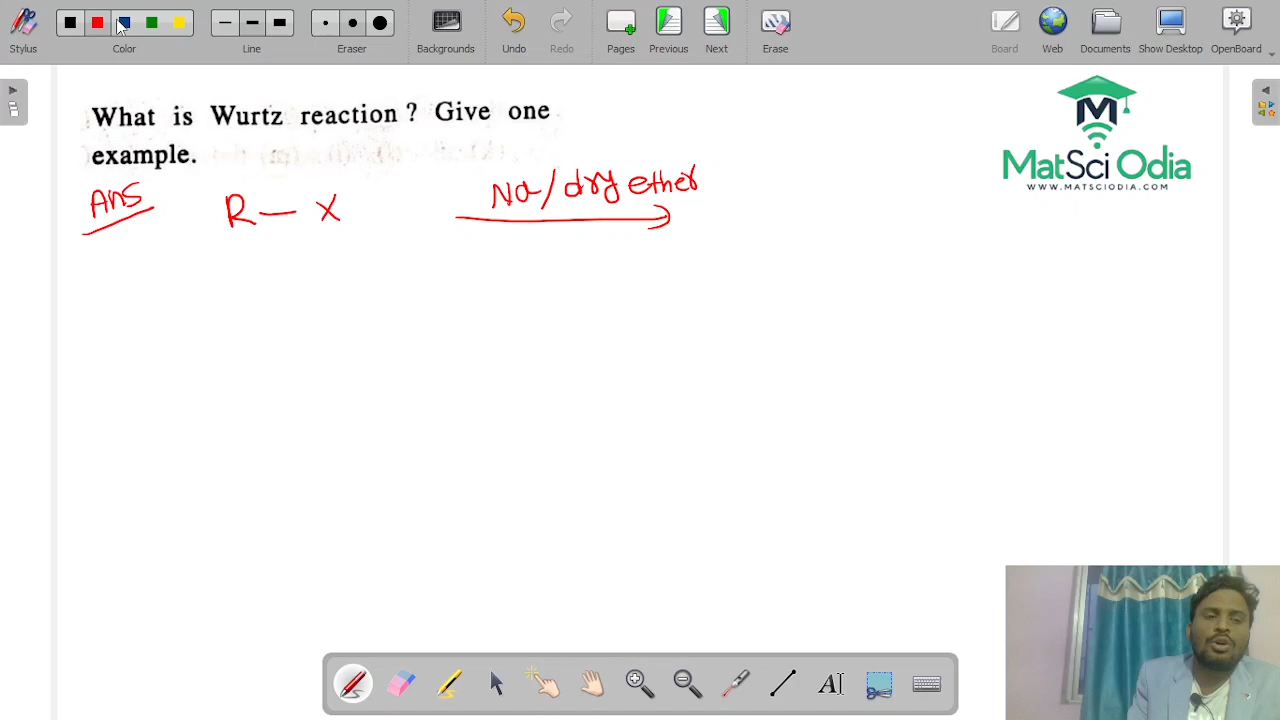 Stylus
Color
Line
Eraser
Backgrounds
Undo
Redo
Pages
Previous
Next
Erase
Board
Web
Documents
Show Desktop
OpenBoard
What is Wurtz reaction ? Give one
example.
MatSci Odia
WWW.MATSCIODIA.COM
Ans
R — X
Na/dry ether